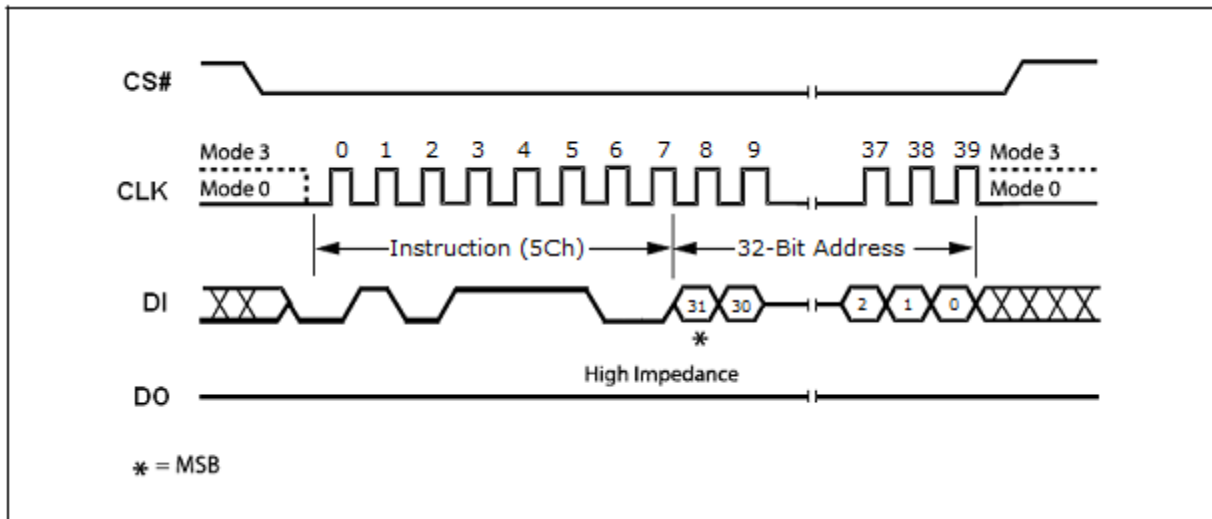 CS#
Mode 3
0 1 2 3 4 5 6 7 8 9 37 38 39
Mode 3
CLK
Mode 0
Mode 0
Instruction (5Ch)
32-Bit Address
DI
31 30 2 1 0
*
High Impedance
DO
* = MSB